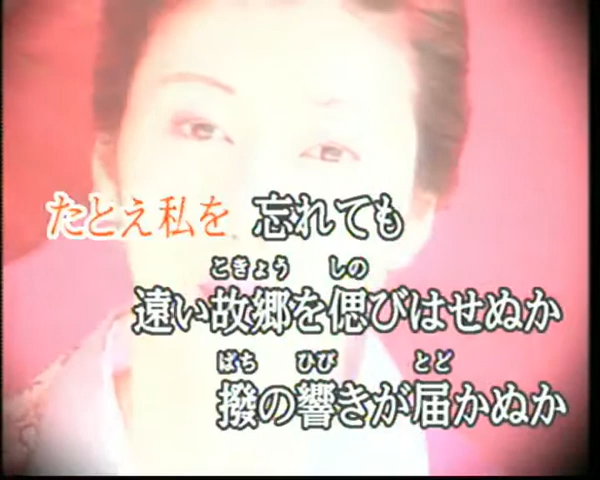 たとえ私を 忘れても
こきょう しの
遠い故郷を偲びはせぬか
ばち ひび とど
撥の響きが届かぬか